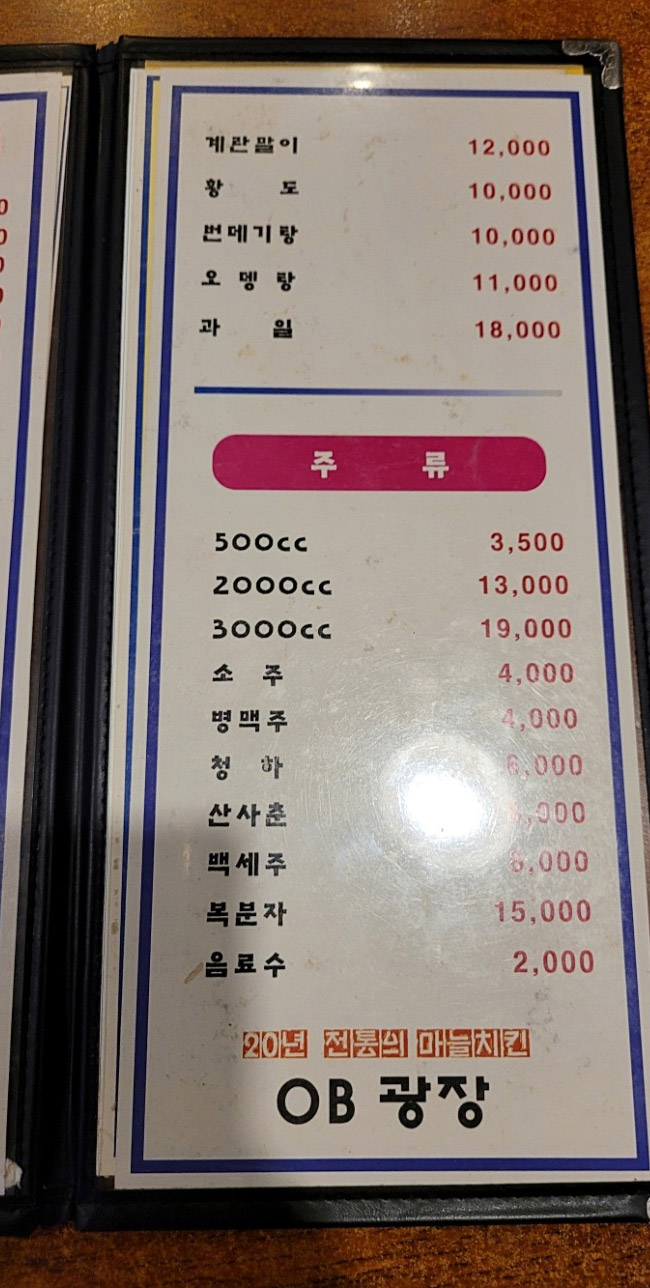 계란말이 12,000
황 도 10,000
번데기탕 10,000
오 뎅 탕 11,000
과 일 18,000
주 류
500cc 3,500
2000cc 13,000
3000cc 19,000
소 주 4,000
병맥주 4,000
청 하 6,000
산사춘
백세주 8,000
복분자 15,000
음료수 2,000
20년 전통의 마늘치킨
OB 광장